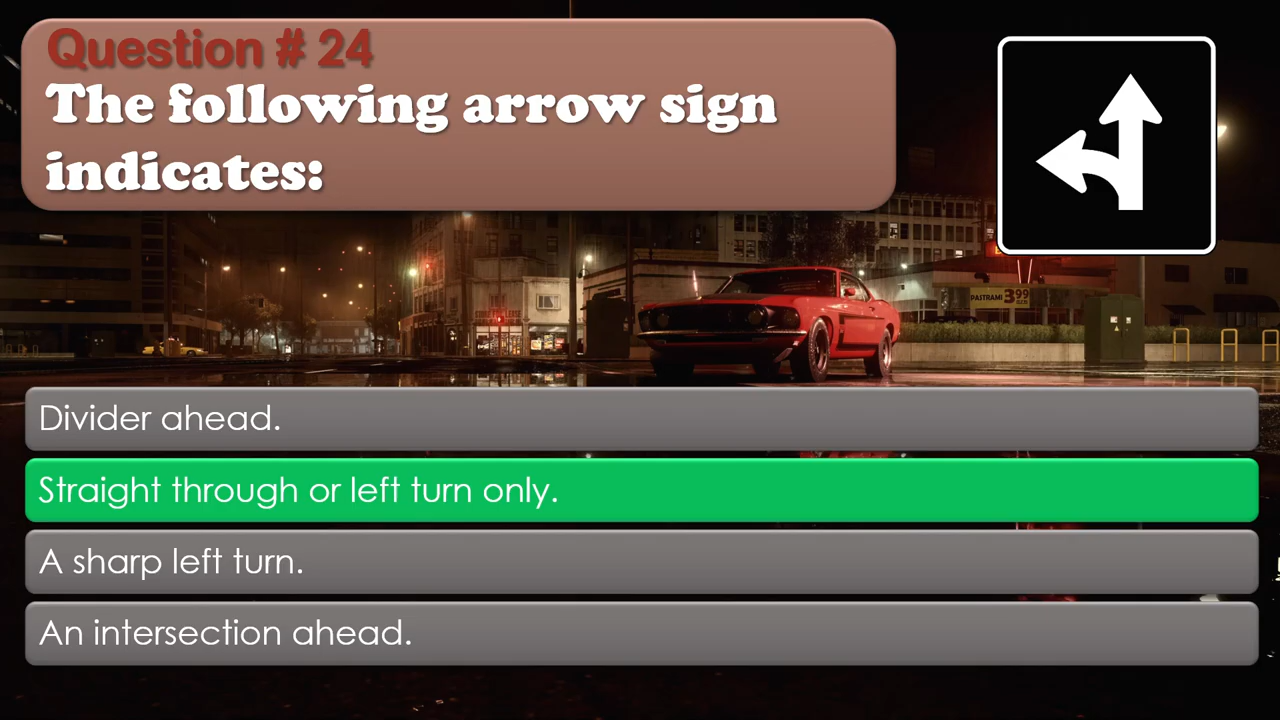 Question # 24
The following arrow sign
indicates:
PASTRAMI 3.99
Divider ahead.
Straight through or left turn only.
A sharp left turn.
An intersection ahead.